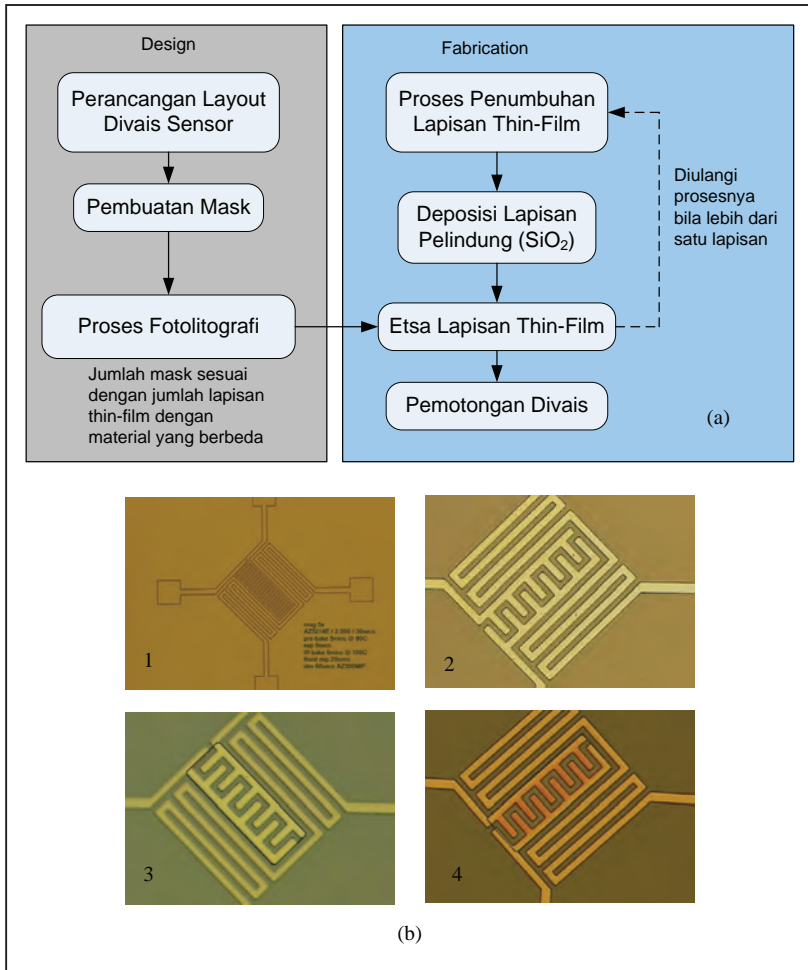 Design
Perancangan Layout
Divais Sensor
Pembuatan Mask
Proses Fotolitografi
Jumlah mask sesuai
dengan jumlah lapisan
thin-film dengan
material yang berbeda
Fabrication
Proses Penumbuhan
Lapisan Thin-Film
Deposisi Lapisan
Pelindung (SiO₂)
Etsa Lapisan Thin-Film
Pemotongan Divais
Diulangi
prosesnya
bila lebih dari
satu lapisan
(a)
1
2
3
4
(b)